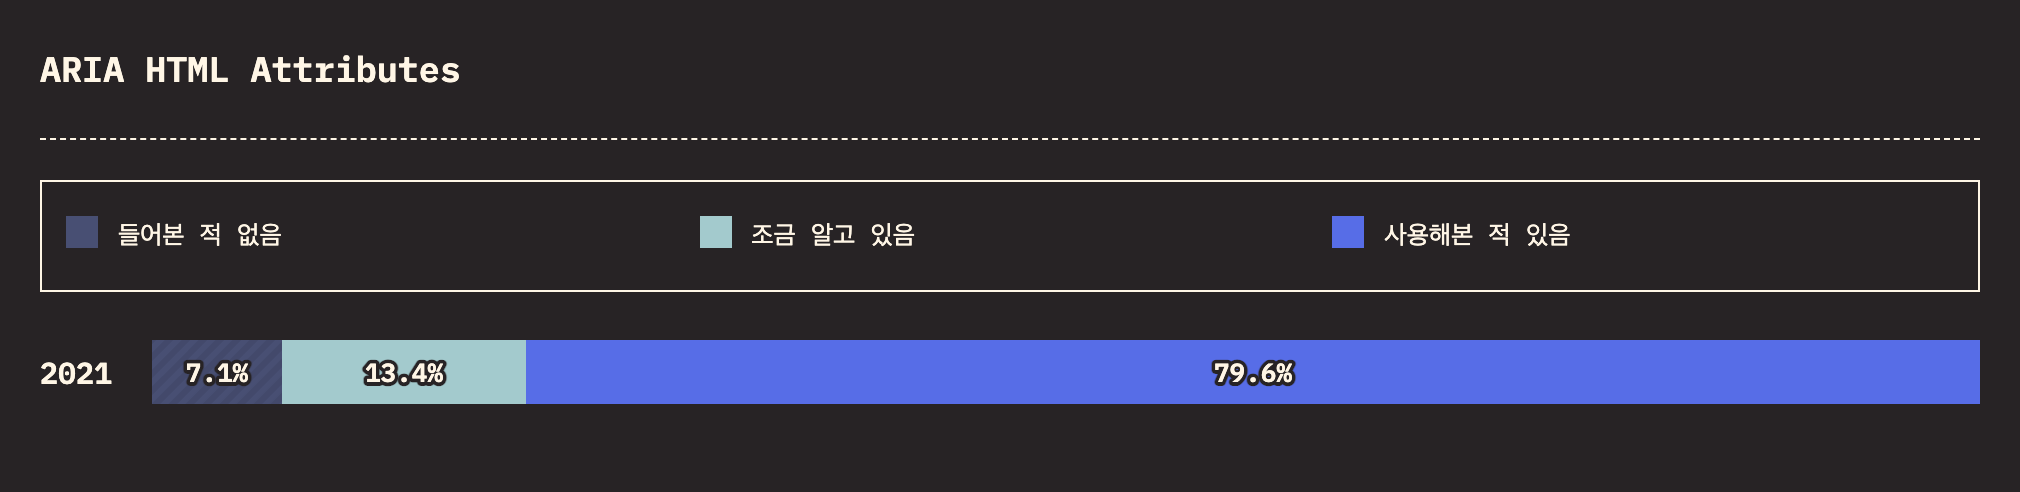 ARIA HTML Attributes
들어본 적 없음 조금 알고 있음 사용해본 적 있음
2021 7.1% 13.4% 79.6%